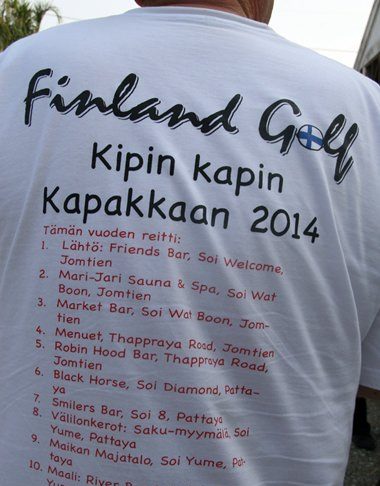 Finland Golf
Kipin kapin
Kapakkaan 2014
Tämän vuoden reitti:
1. Lähtö: Friends Bar, Soi Welcome,
Jomtien
2. Mari-Jari Sauna & Spa, Soi Wat
Boon, Jomtien
3. Market Bar, Soi Wat Boon, Jom-
tien
4. Menuet, Thappraya Road, Jomtien
5. Robin Hood Bar, Thappraya Road,
Jomtien
6. Black Horse, Soi Diamond, Patta-
ya
7. Smilers Bar, Soi 8, Pattaya
8. Välilonkerot: Saku-myymälä, Soi
Yume, Pattaya
9. Maikan Majatalo, Soi Yume, Pat-
taya
10. Maali: River